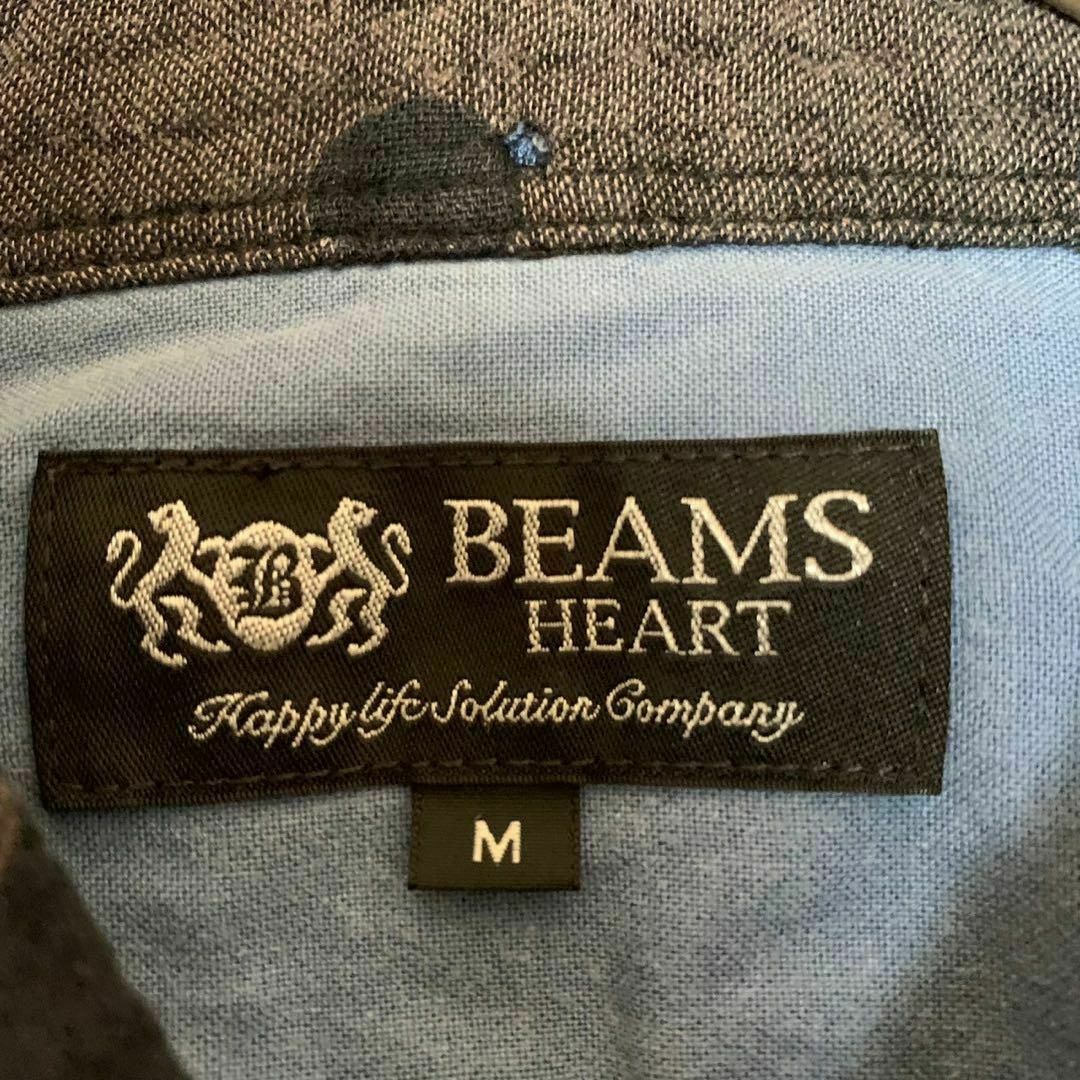 B
BEAMS
HEART
Happy life Solution Company
M